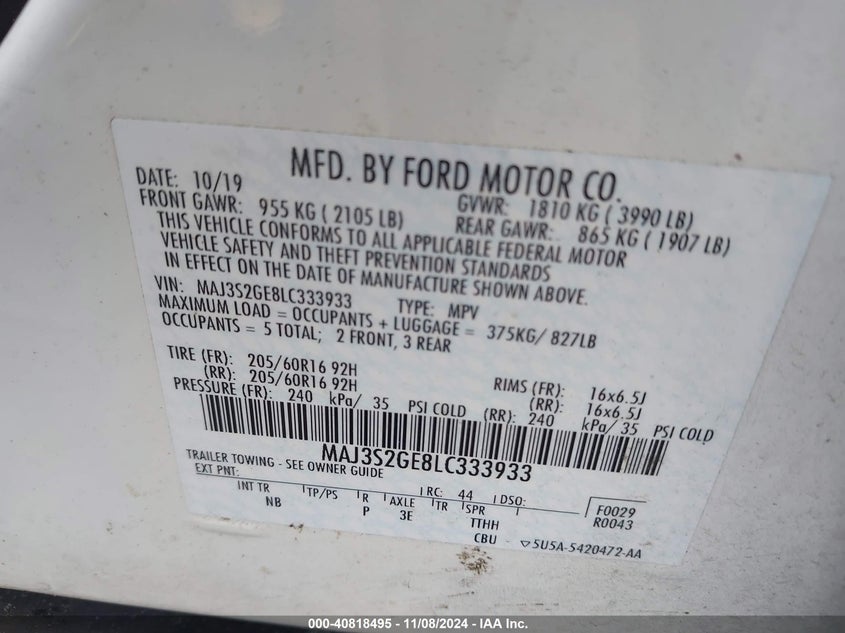 MFD. BY FORD MOTOR CO.
DATE: 10/19 GVWR: 1810 KG ( 3990 LB)
FRONT GAWR: 955 KG ( 2105 LB) REAR GAWR: 865 KG ( 1907 LB)
THIS VEHICLE CONFORMS TO ALL APPLICABLE FEDERAL MOTOR
VEHICLE SAFETY AND THEFT PREVENTION STANDARDS
IN EFFECT ON THE DATE OF MANUFACTURE SHOWN ABOVE.
VIN: MAJ3S2GE8LC333933 TYPE: MPV
MAXIMUM LOAD = OCCUPANTS + LUGGAGE = 375KG/ 827LB
OCCUPANTS = 5 TOTAL; 2 FRONT, 3 REAR
TIRE (FR): 205/60R16 92H RIMS (FR): 16x6.5J
(RR): 205/60R16 92H (RR): 16x6.5J
PRESSURE (FR): 240 kPa/ 35 PSI COLD (RR): 240 kPa/ 35 PSI COLD
MAJ3S2GE8LC333933
TRAILER TOWING - SEE OWNER GUIDE
EXT PNT: RC: 44 DSO: F0029
INT TR TP/PS R AXLE TR SPR R0043
NB P 3E TTHH
CBU ▽5U5A-5420472-AA
000-40818495 - 11/08/2024 - IAA Inc.